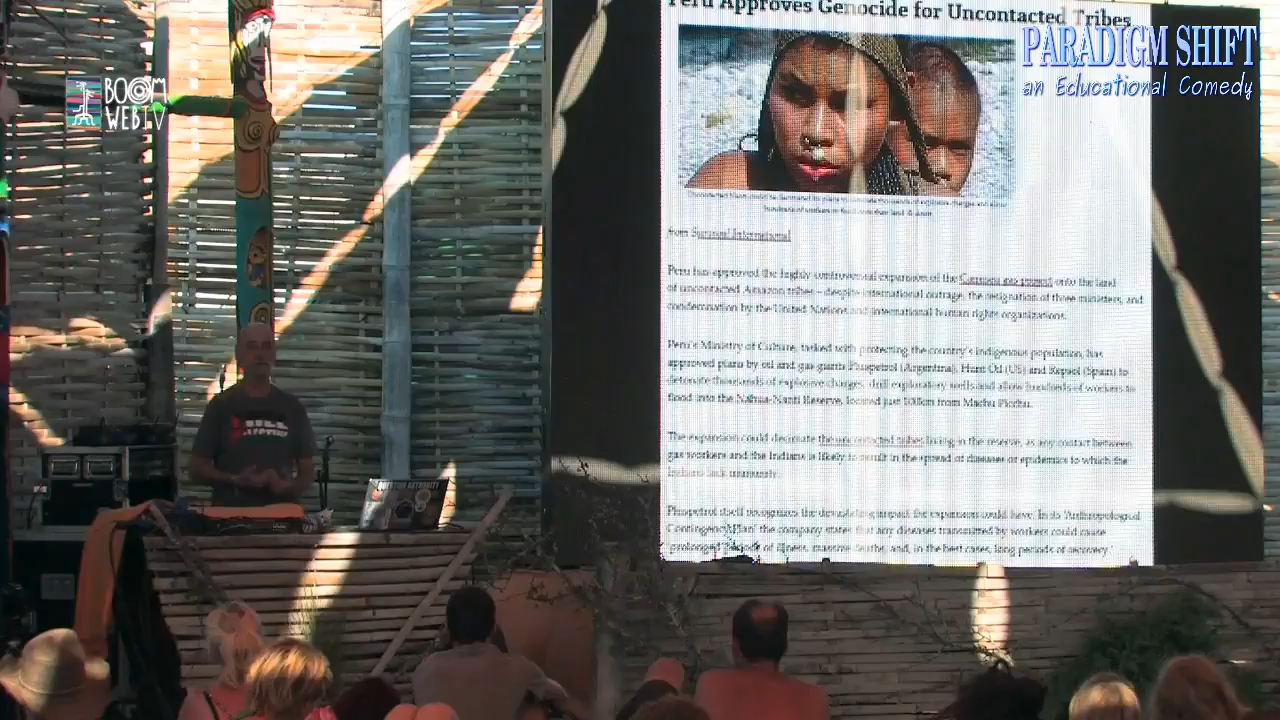 BOOM
WEBTV
Peru Approves Genocide for Uncontacted Tribes
PARADIGM SHIFT
an Educational Comedy
from Survival International
Peru has approved the highly controversial expansion of the Camisea gas project onto the land
of uncontacted Amazon tribes – despite international outrage, the resignation of three ministers, and
condemnation by the United Nations and international human rights organizations.
Peru's Ministry of Culture, tasked with protecting the country's indigenous population, has
approved plans by oil and gas giants Pluspetrol (Argentina), Hunt Oil (US) and Repsol (Spain) to
detonate thousands of explosive charges, drill exploratory wells and allow hundreds of workers to
flood into the Nahua-Nanti Reserve, located just 100km from Machu Picchu.
The expansion could decimate the uncontacted tribes living in the reserve, as any contact between
gas workers and the Indians is likely to result in the spread of diseases or epidemics to which the
Indians lack immunity.
Pluspetrol itself recognizes the devastating impact the expansion could have. In its 'Anthropological
Contingency Plan' the company states that any diseases transmitted by workers could cause
'prolonged periods of illness, massive deaths, and, in the best cases, long periods of recovery.'
QUESTION AUTHORITY